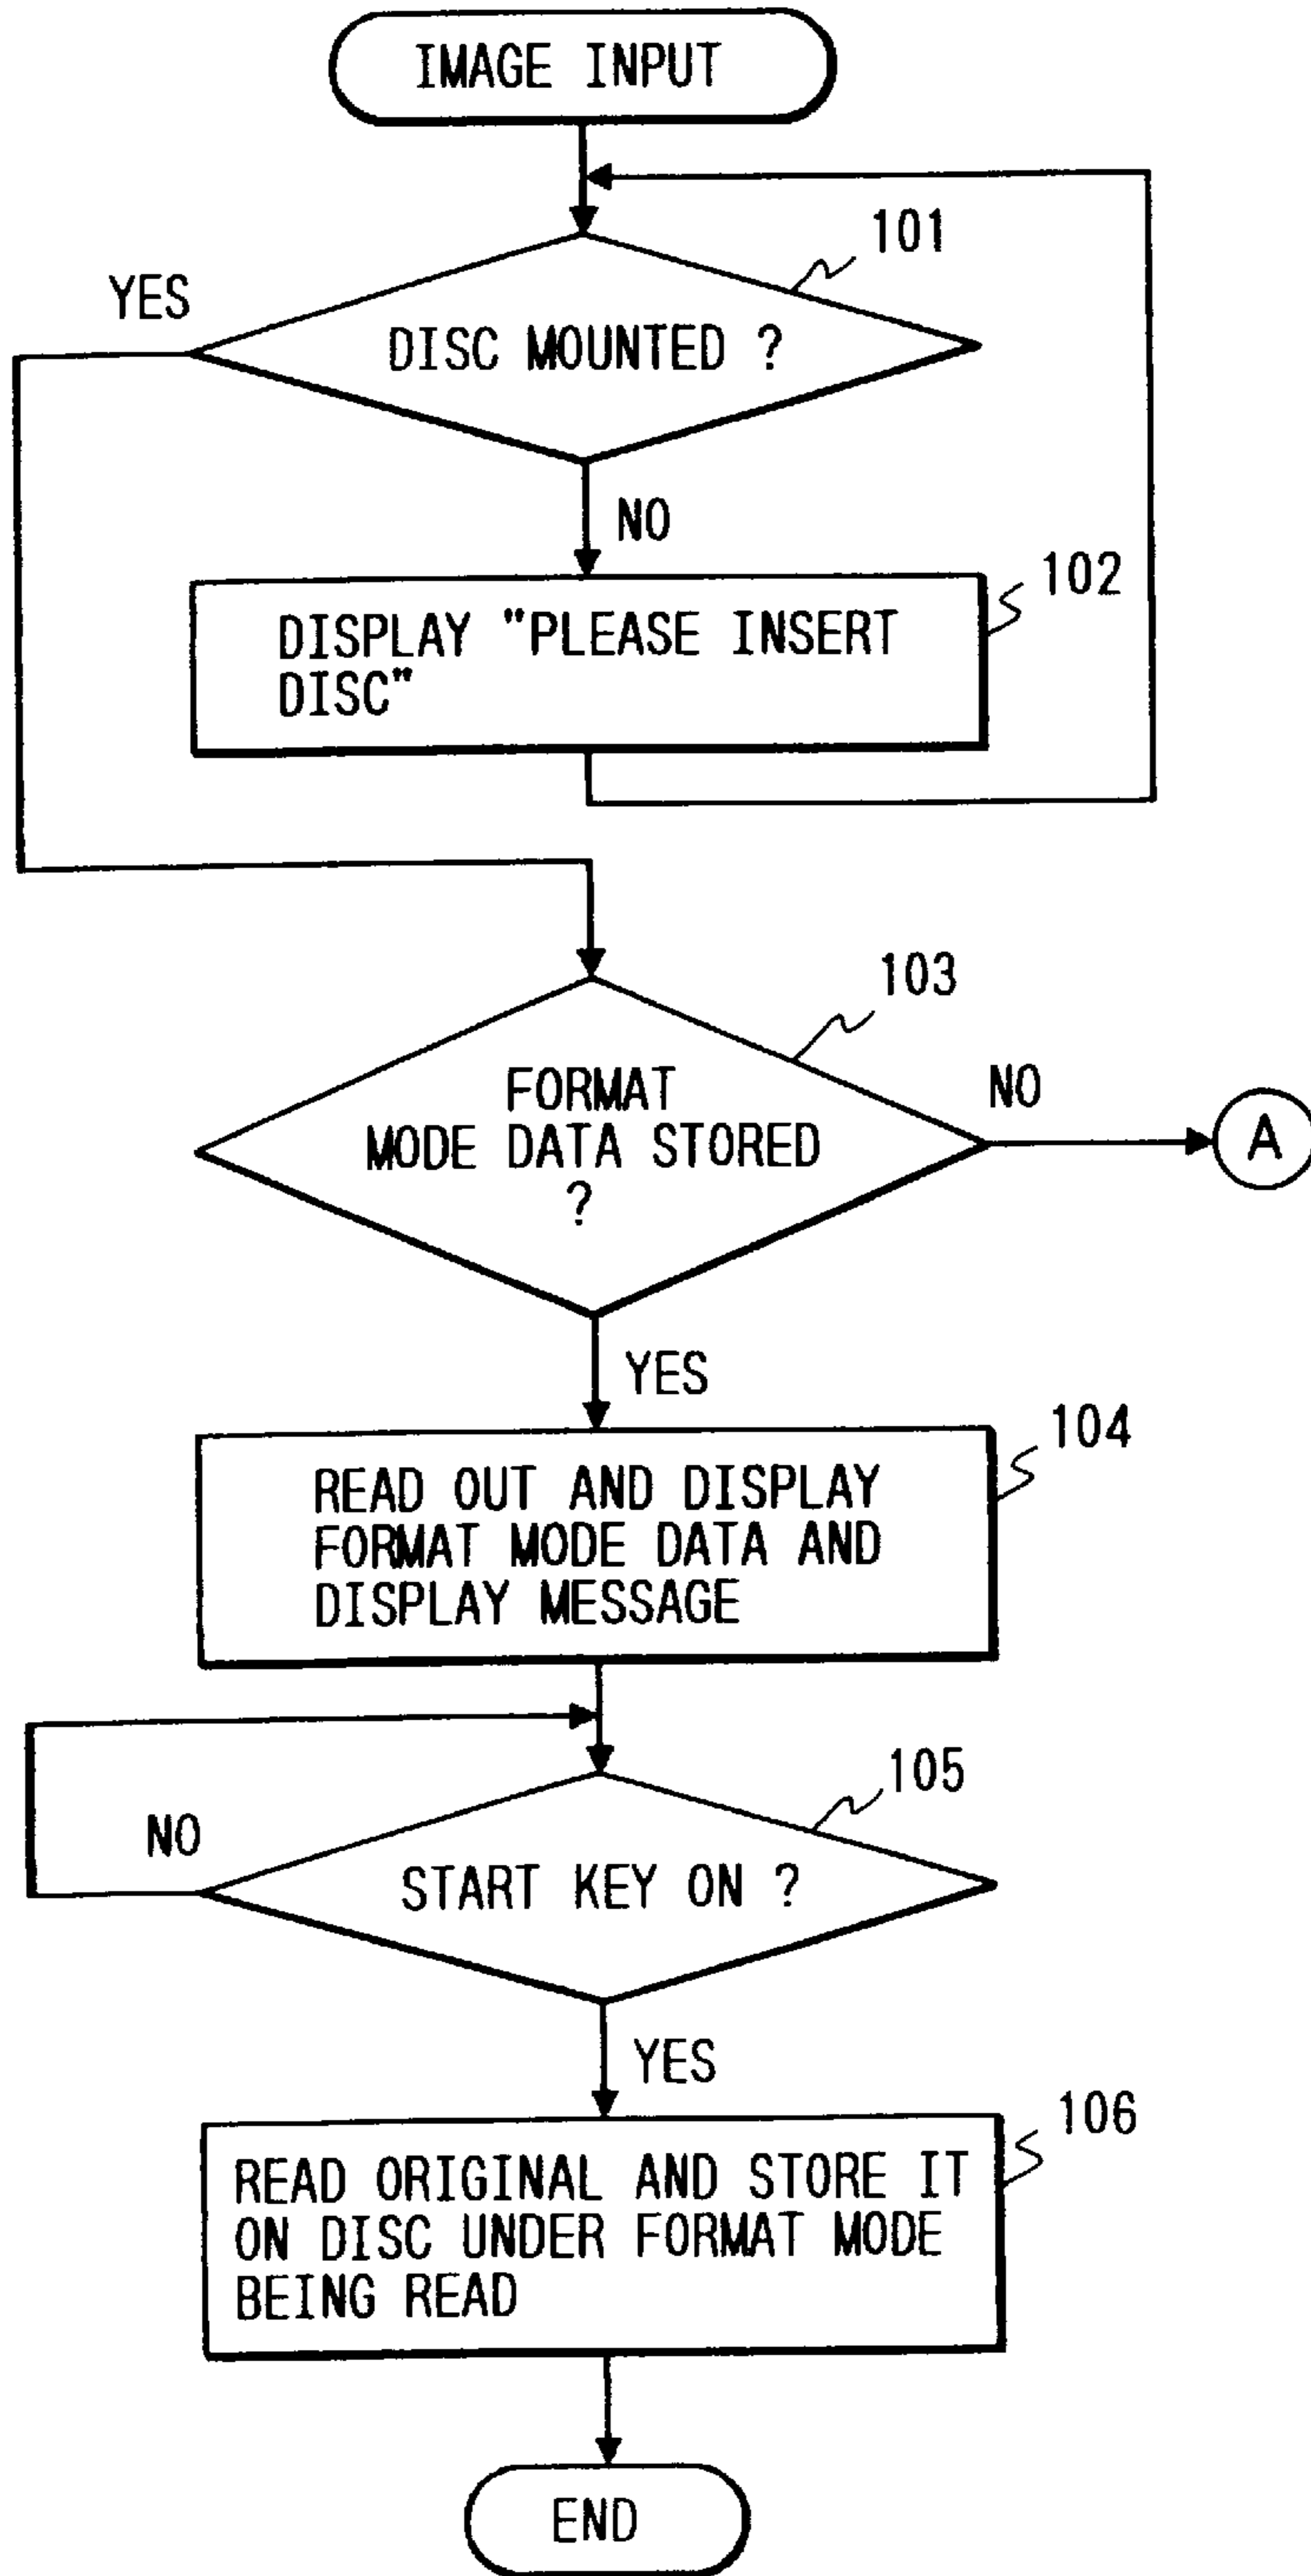 IMAGE INPUT
101
YES
DISC MOUNTED ?
NO
102
DISPLAY "PLEASE INSERT
DISC"
103
FORMAT
MODE DATA STORED
?
NO
A
YES
104
READ OUT AND DISPLAY
FORMAT MODE DATA AND
DISPLAY MESSAGE
105
NO
START KEY ON ?
YES
106
READ ORIGINAL AND STORE IT
ON DISC UNDER FORMAT MODE
BEING READ
END